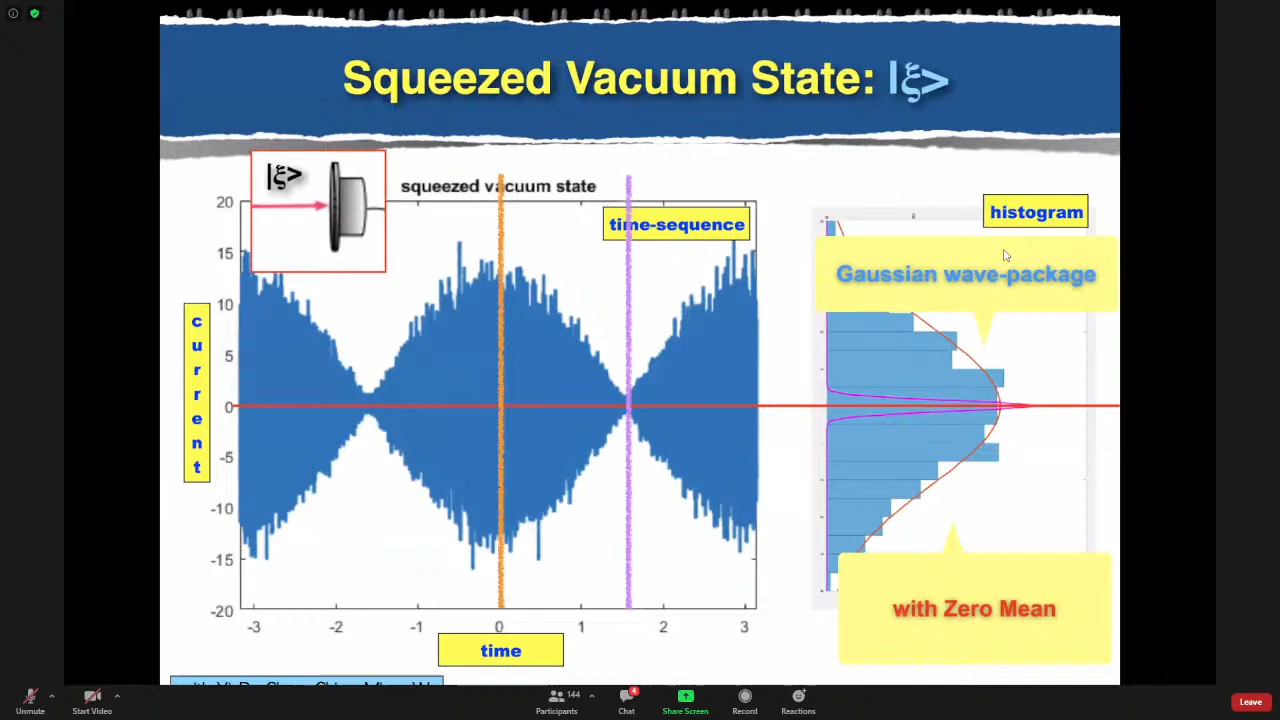 Squeezed Vacuum State: |ξ>
|ξ>
squeezed vacuum state
time-sequence
histogram
Gaussian wave-package
current
20
15
10
5
0
-5
-10
-15
-20
-3 -2 -1 0 1 2 3
time
with Zero Mean
Unmute
Start Video
144
Participants
4
Chat
Share Screen
Record
Reactions
Leave